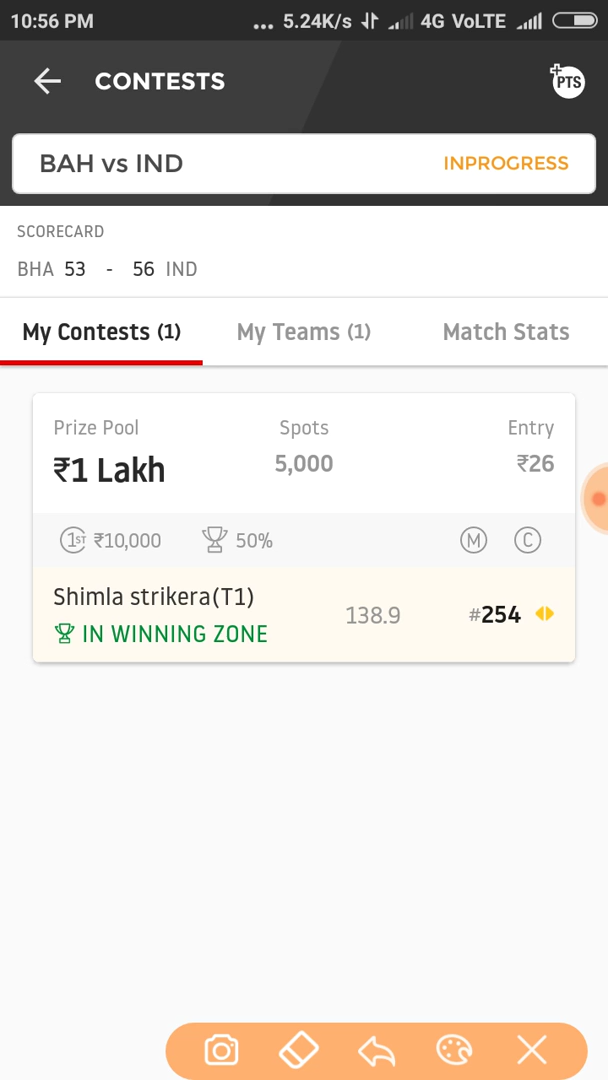 10:56 PM ... 5.24K/s 4G VoLTE
CONTESTS
+PTS
BAH vs IND INPROGRESS
SCORECARD
BHA 53 - 56 IND
My Contests (1) My Teams (1) Match Stats
Prize Pool Spots Entry
₹1 Lakh 5,000 ₹26
1ST ₹10,000 50% M C
Shimla strikera(T1)
138.9 #254
IN WINNING ZONE